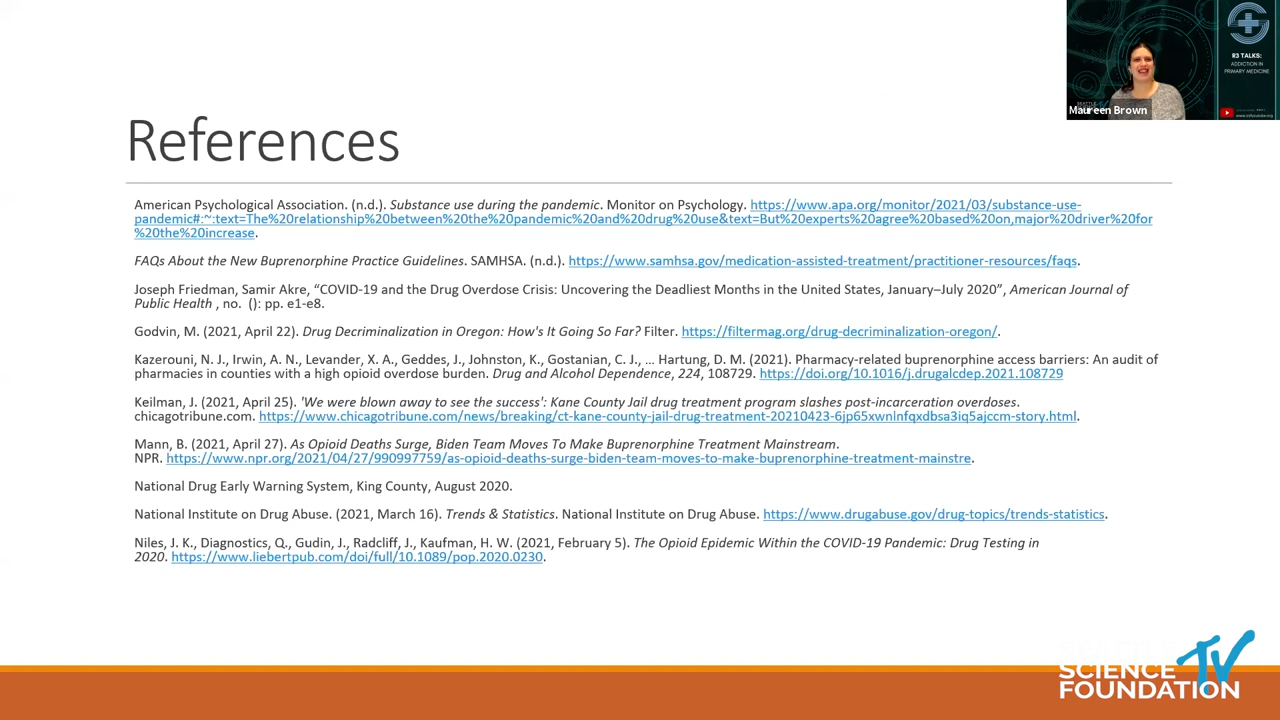 R3 TALKS:
ADDICTION IN
PRIMARY MEDICINE
Maureen Brown
References
American Psychological Association. (n.d.). Substance use during the pandemic. Monitor on Psychology. https://www.apa.org/monitor/2021/03/substance-use-
pandemic#:~:text=The%20relationship%20between%20the%20pandemic%20and%20drug%20use&text=But%20experts%20agree%20based%20on,major%20driver%20for
%20the%20increase.
FAQs About the New Buprenorphine Practice Guidelines. SAMHSA. (n.d.). https://www.samhsa.gov/medication-assisted-treatment/practitioner-resources/faqs.
Joseph Friedman, Samir Akre, “COVID-19 and the Drug Overdose Crisis: Uncovering the Deadliest Months in the United States, January–July 2020”, American Journal of
Public Health , no. (): pp. e1-e8.
Godvin, M. (2021, April 22). Drug Decriminalization in Oregon: How's It Going So Far? Filter. https://filtermag.org/drug-decriminalization-oregon/.
Kazerouni, N. J., Irwin, A. N., Levander, X. A., Geddes, J., Johnston, K., Gostanian, C. J., … Hartung, D. M. (2021). Pharmacy-related buprenorphine access barriers: An audit of
pharmacies in counties with a high opioid overdose burden. Drug and Alcohol Dependence, 224, 108729. https://doi.org/10.1016/j.drugalcdep.2021.108729
Keilman, J. (2021, April 25). 'We were blown away to see the success': Kane County Jail drug treatment program slashes post-incarceration overdoses.
chicagotribune.com. https://www.chicagotribune.com/news/breaking/ct-kane-county-jail-drug-treatment-20210423-6jp65xwnlnfqxdbsa3iq5ajccm-story.html.
Mann, B. (2021, April 27). As Opioid Deaths Surge, Biden Team Moves To Make Buprenorphine Treatment Mainstream.
NPR. https://www.npr.org/2021/04/27/990997759/as-opioid-deaths-surge-biden-team-moves-to-make-buprenorphine-treatment-mainstre.
National Drug Early Warning System, King County, August 2020.
National Institute on Drug Abuse. (2021, March 16). Trends & Statistics. National Institute on Drug Abuse. https://www.drugabuse.gov/drug-topics/trends-statistics.
Niles, J. K., Diagnostics, Q., Gudin, J., Radcliff, J., Kaufman, H. W. (2021, February 5). The Opioid Epidemic Within the COVID-19 Pandemic: Drug Testing in
2020. https://www.liebertpub.com/doi/full/10.1089/pop.2020.0230.
SCIENCE TV
FOUNDATION